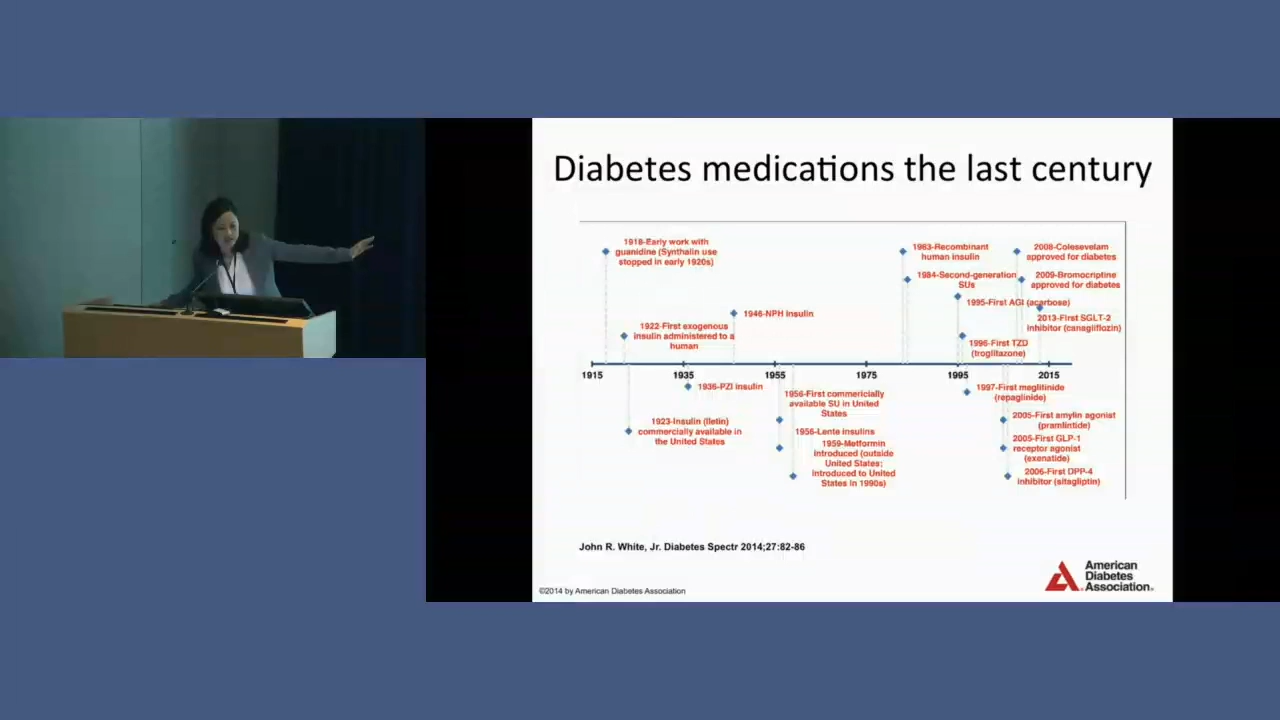 Diabetes medications the last century
1918-Early work with
guanidine (Synthalin use
stopped in early 1920s)
1922-First exogenous
insulin administered to a
human
1946-NPH Insulin
1983-Recombinant
human insulin
1984-Second-generation
SUs
1995-First AGI (acarbose)
1996-First TZD
(troglitazone)
2008-Colesevelam
approved for diabetes
2009-Bromocriptine
approved for diabetes
2013-First SGLT-2
inhibitor (canagliflozin)
1915 1935 1955 1975 1995 2015
1936-PZI insulin
1923-Insulin (Iletin)
commercially available in
the United States
1956-First commercially
available SU in United
States
1956-Lente insulins
1959-Metformin
introduced (outside
United States;
introduced to United
States in 1990s)
1997-First meglitinide
(repaglinide)
2005-First amylin agonist
(pramlintide)
2005-First GLP-1
receptor agonist
(exenatide)
2006-First DPP-4
inhibitor (sitagliptin)
John R. White, Jr. Diabetes Spectr 2014;27:82-86
©2014 by American Diabetes Association
American
Diabetes
Association®